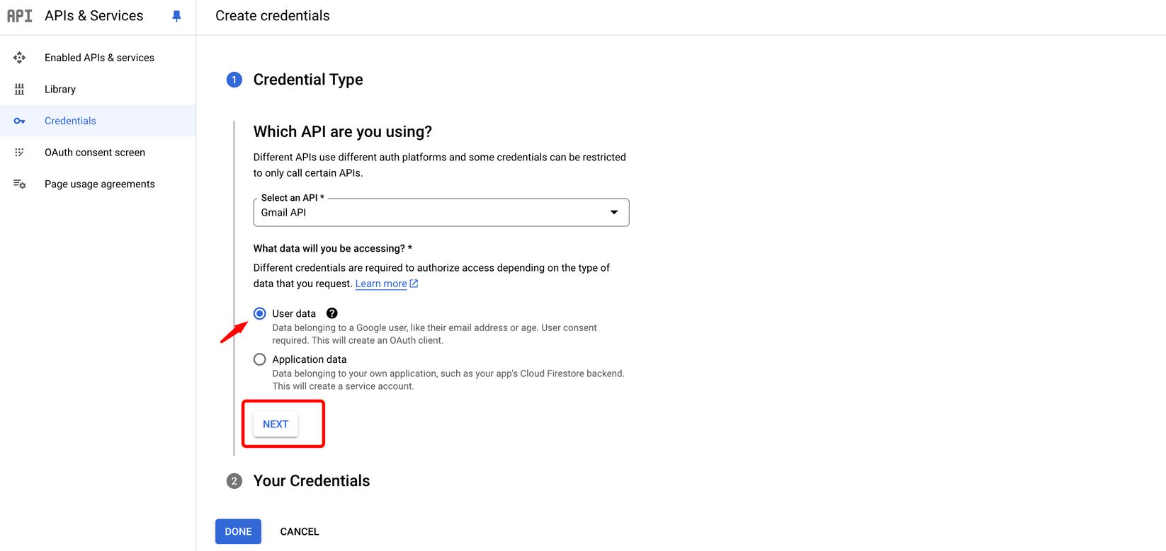 API APIs & Services
Create credentials
Enabled APIs & services
Library
Credentials
OAuth consent screen
Page usage agreements
1 Credential Type
Which API are you using?
Different APIs use different auth platforms and some credentials can be restricted
to only call certain APIs.
Select an API *
Gmail API
What data will you be accessing? *
Different credentials are required to authorize access depending on the type of
data that you request. Learn more
User data ?
Data belonging to a Google user, like their email address or age. User consent
required. This will create an OAuth client.
Application data
Data belonging to your own application, such as your app's Cloud Firestore backend.
This will create a service account.
NEXT
2 Your Credentials
DONE CANCEL